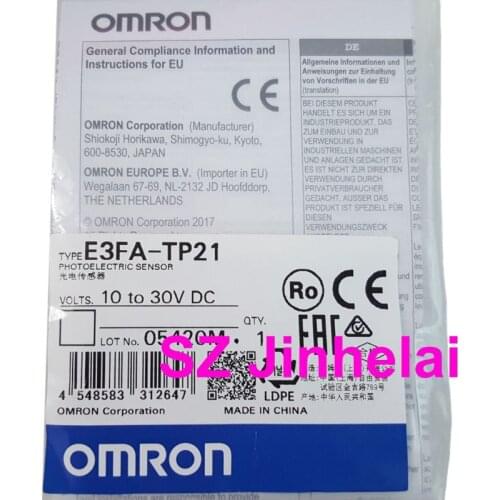 OMRON
General Compliance Information and
Instructions for EU
CE
OMRON Corporation (Manufacturer)
Shiokoji Horikawa, Shimogyo-ku, Kyoto,
600-8530, JAPAN
OMRON EUROPE B.V. (Importer in EU)
Wegalaan 67-69, NL-2132 JD Hoofddorp,
THE NETHERLANDS
© OMRON Corporation 2017
DE
Allgemeine Informationen und
Anweisungen zur Einhaltung
von Vorschriften in der EU
(translation)
BEI DIESEM PRODUKT
HANDELT ES SICH UM EIN
INDUSTRIEPRODUKT, DAS
ZUM EINBAU UND ZUR
VERWENDUNG IN
INDUSTRIELLEN MASCHINEN
UND ANLAGEN GEDACHT IST.
ES IST NICHT ZUR
VERWENDUNG DURCH
PRIVATVERBRAUCHER
GEDACHT, AUSSER DAS
PRODUKT IST SPEZIELL FÜR
DIESEN
VERWENDUNGSZWECK
TYPE E3FA-TP21
PHOTOELECTRIC SENSOR
光电传感器
VOLTS. 10 to 30V DC
LOT No. 05420M
QTY.
1
Ro CE
EAC
SZ Jinhelai
4 548583 312647
OMRON Corporation
LDPE
MADE IN CHINA
OMRON